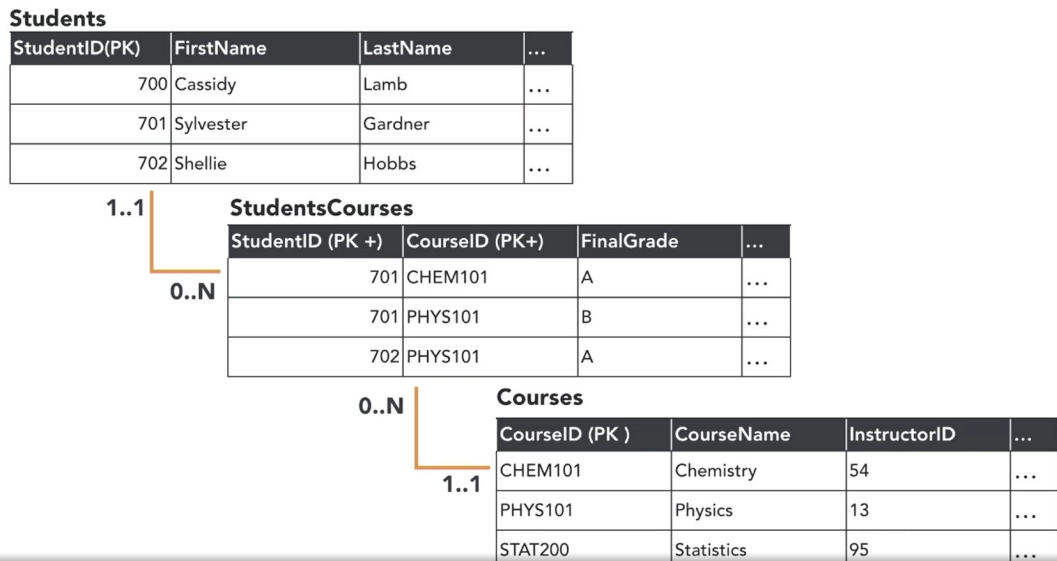 Students
StudentID(PK) FirstName LastName ...
700 Cassidy Lamb ...
701 Sylvester Gardner ...
702 Shellie Hobbs ...
1..1
0..N
StudentsCourses
StudentID (PK +) CourseID (PK+) FinalGrade ...
701 CHEM101 A ...
701 PHYS101 B ...
702 PHYS101 A ...
0..N
1..1
Courses
CourseID (PK ) CourseName InstructorID ...
CHEM101 Chemistry 54 ...
PHYS101 Physics 13 ...
STAT200 Statistics 95 ...